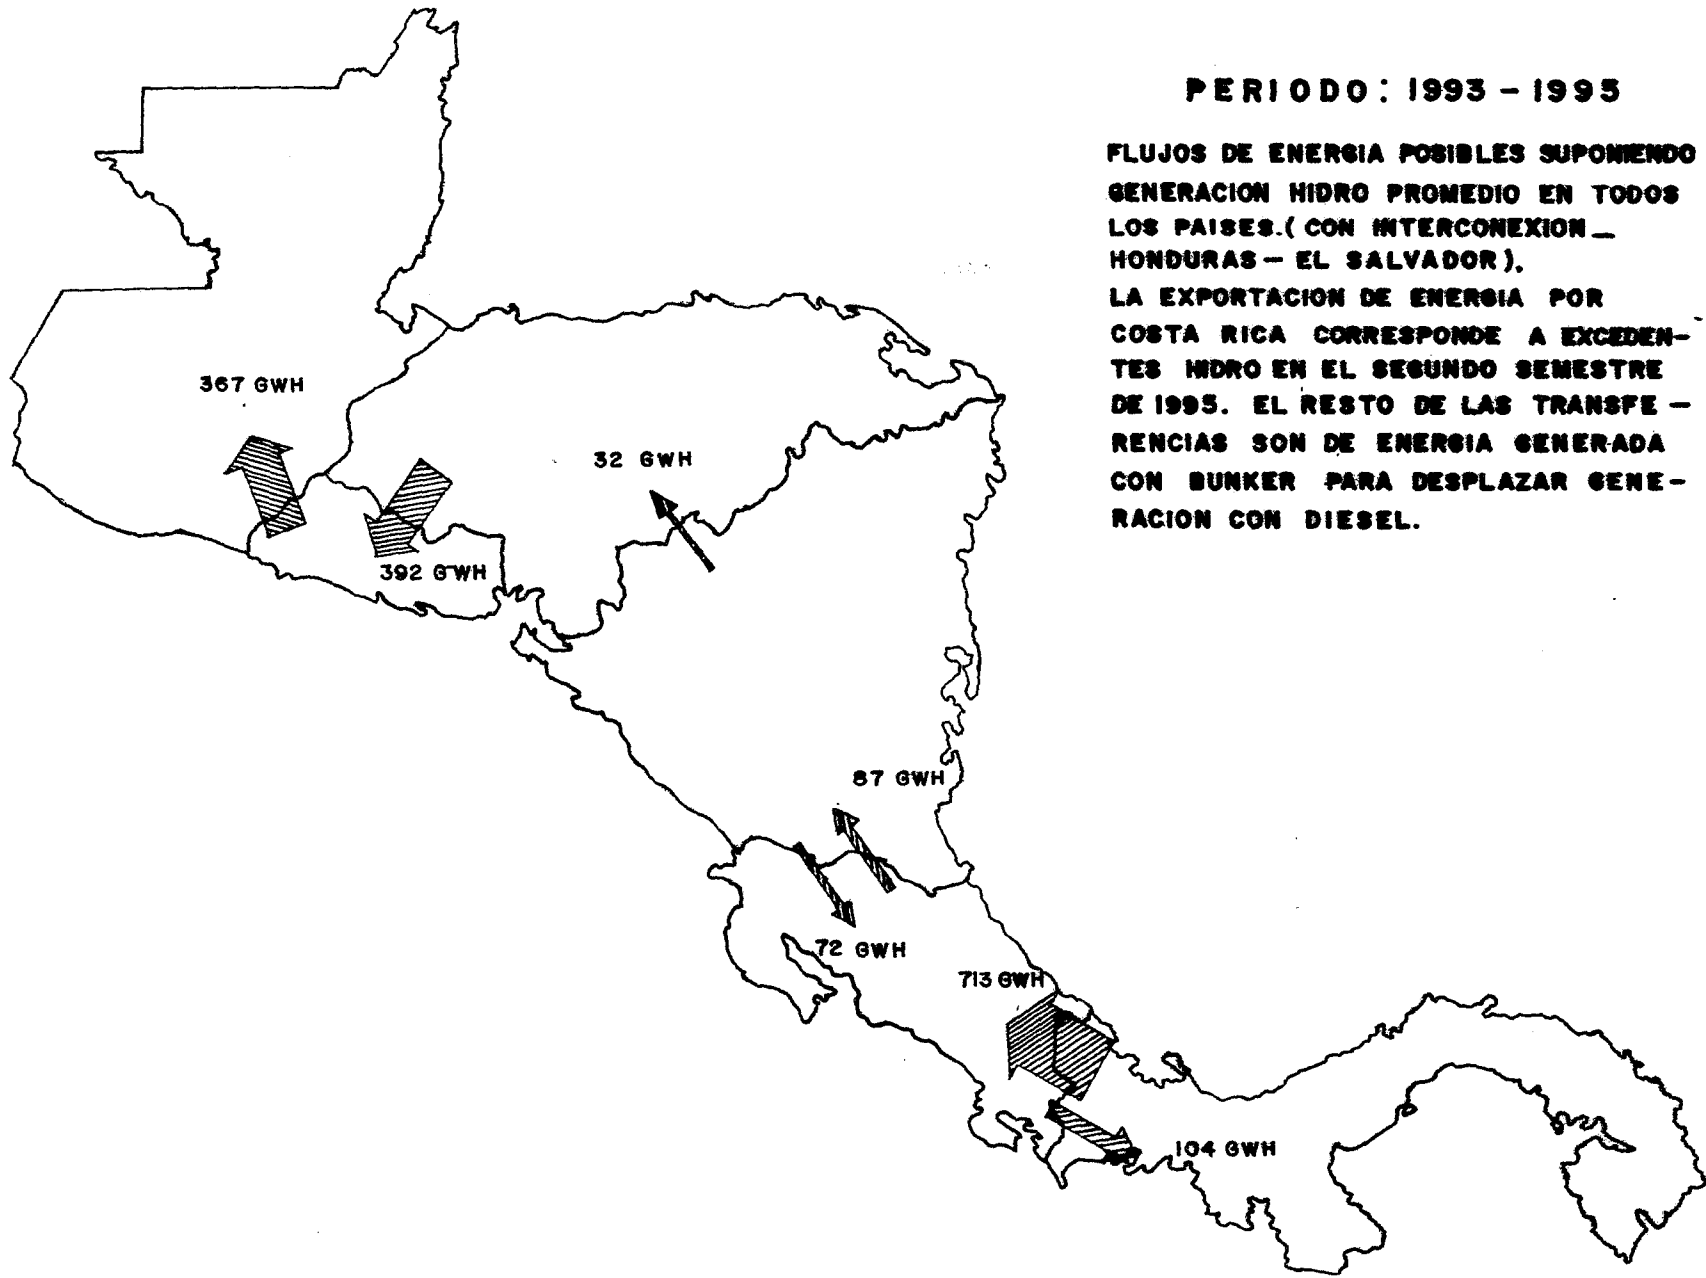 PERIODO: 1993 - 1995
FLUJOS DE ENERGIA POSIBLES SUPONIENDO
GENERACION HIDRO PROMEDIO EN TODOS
LOS PAISES. (CON INTERCONEXION -
HONDURAS - EL SALVADOR).
LA EXPORTACION DE ENERGIA POR
COSTA RICA CORRESPONDE A EXCEDEN-
TES HIDRO EN EL SEGUNDO SEMESTRE
DE 1995. EL RESTO DE LAS TRANSFE-
RENCIAS SON DE ENERGIA GENERADA
CON BUNKER PARA DESPLAZAR GENE-
RACION CON DIESEL.
367 GWH
32 GWH
392 GWH
87 GWH
72 GWH
713 GWH
104 GWH